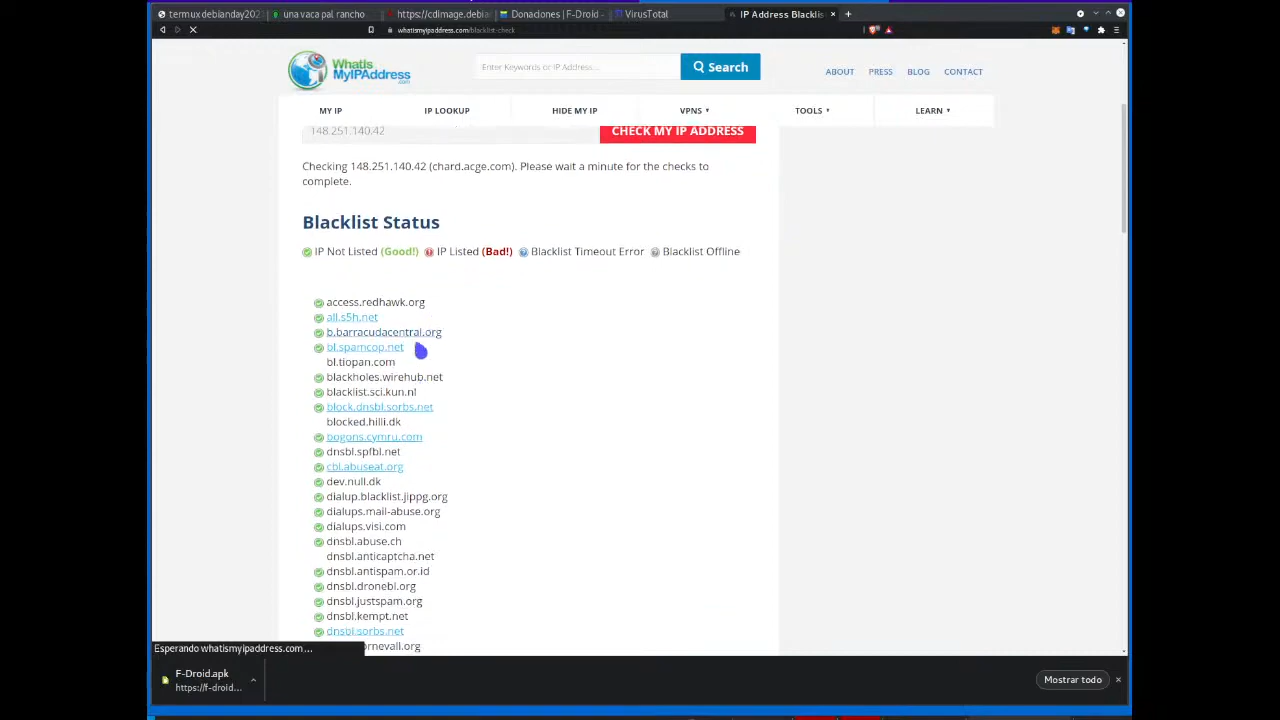 termux debianday202
una vaca pal rancho
https://cdimage.debia
Donaciones | F-Droid -
VirusTotal
IP Address Blacklis
whatismyipaddress.com/blacklist-check
WhatIs
MyIPAddress
.com
Enter Keywords or IP Address...
Search
ABOUT PRESS BLOG CONTACT
MY IP IP LOOKUP HIDE MY IP VPNS TOOLS LEARN
148.251.140.42
CHECK MY IP ADDRESS
Checking 148.251.140.42 (chard.acge.com). Please wait a minute for the checks to
complete.
Blacklist Status
IP Not Listed (Good!) IP Listed (Bad!) Blacklist Timeout Error Blacklist Offline
access.redhawk.org
all.s5h.net
b.barracudacentral.org
bl.spamcop.net
bl.tiopan.com
blackholes.wirehub.net
blacklist.sci.kun.nl
block.dnsbl.sorbs.net
blocked.hilli.dk
bogons.cymru.com
dnsbl.spfbl.net
cbl.abuseat.org
dev.null.dk
dialup.blacklist.jippg.org
dialups.mail-abuse.org
dialups.visi.com
dnsbl.abuse.ch
dnsbl.anticaptcha.net
dnsbl.antispam.or.id
dnsbl.dronebl.org
dnsbl.justspam.org
dnsbl.kempt.net
dnsbl.sorbs.net
ornevall.org
Esperando whatismyipaddress.com...
F-Droid.apk
https://f-droid...
Mostrar todo